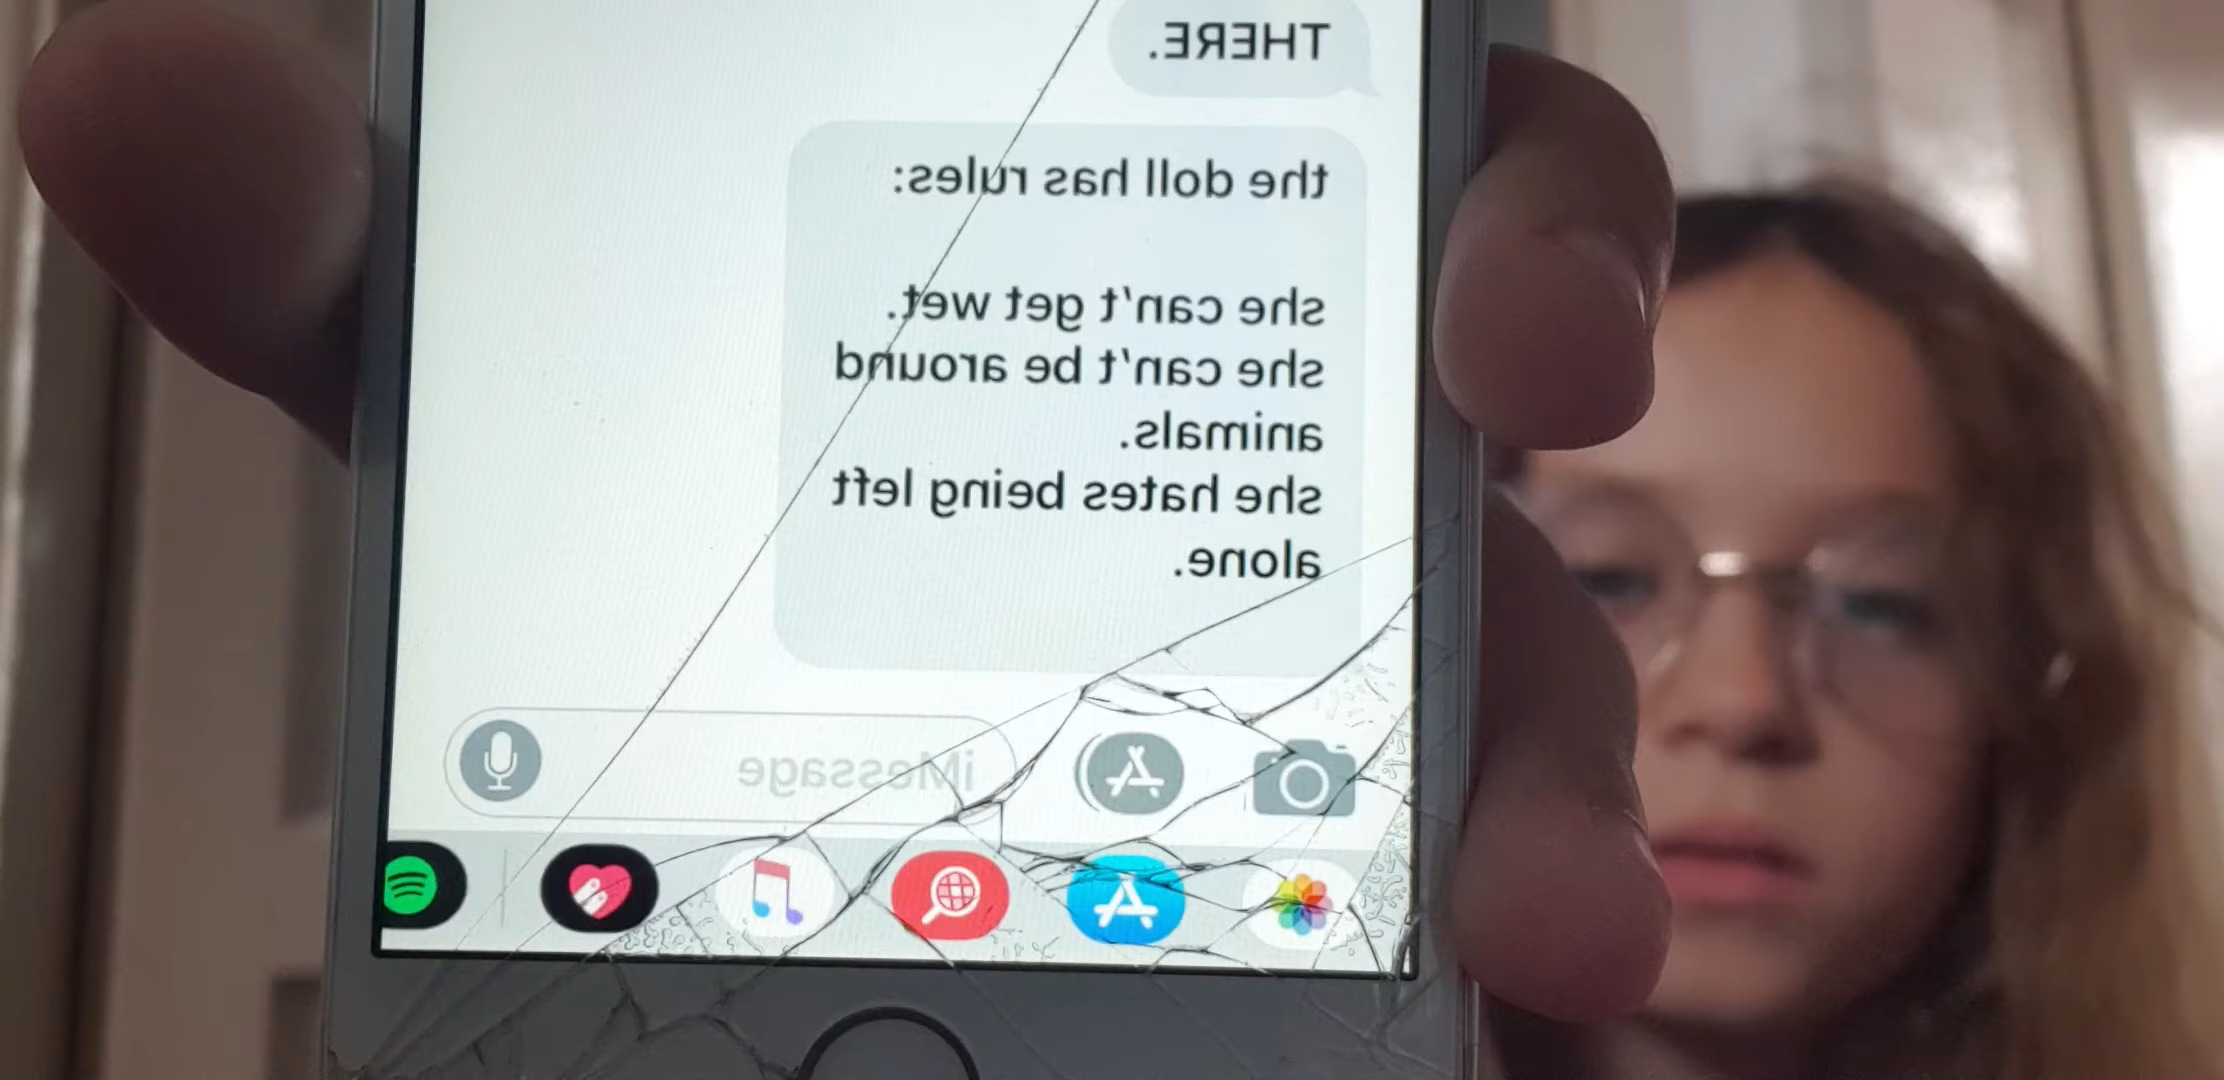 THERE.
the doll has rules:
she can't get wet.
she can't be around
animals.
she hates being left
alone.
iMessage